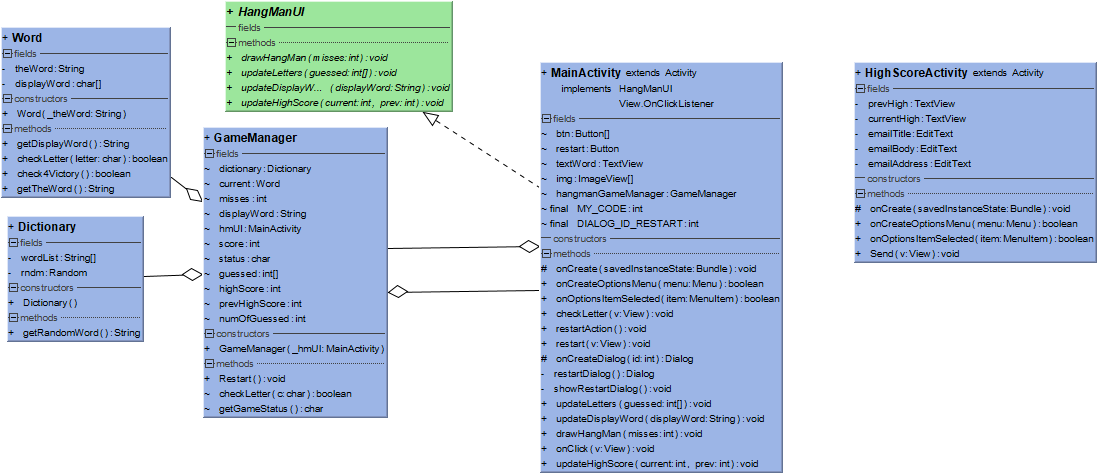 + Word
fields
- theWord: String
- displayWord: char[]
constructors
+ Word(_theWord: String)
methods
+ getDisplayWord(): String
+ checkLetter(letter: char): boolean
+ check4Victory(): boolean
+ getTheWord(): String
+ Dictionary
fields
- wordList: String[]
- rndm: Random
constructors
+ Dictionary()
methods
+ getRandomWord(): String
+ HangManUI
fields
methods
+ drawHangMan(misses: int): void
+ updateLetters(guessed: int[]): void
+ updateDisplayW... (displayWord: String): void
+ updateHighScore(current: int, prev: int): void
+ GameManager
fields
~ dictionary: Dictionary
~ current: Word
~ misses: int
~ displayWord: String
~ hmUI: MainActivity
~ score: int
~ status: char
~ guessed: int[]
~ highScore: int
~ prevHighScore: int
~ numOfGuessed: int
constructors
+ GameManager(_hmUI: MainActivity)
methods
+ Restart(): void
~ checkLetter(c: char): boolean
~ getGameStatus(): char
+ MainActivity extends Activity
implements HangManUI
View.OnClickListener
fields
~ btn: Button[]
~ restart: Button
~ textWord: TextView
~ img: ImageView[]
~ hangmanGameManager: GameManager
~ final MY_CODE: int
~ final DIALOG_ID_RESTART: int
constructors
methods
# onCreate(savedInstanceState: Bundle): void
+ onCreateOptionsMenu(menu: Menu): boolean
+ onOptionsItemSelected(item: MenuItem): boolean
+ checkLetter(v: View): void
+ restartAction(): void
+ restart(v: View): void
# onCreateDialog(id: int): Dialog
- restartDialog(): Dialog
- showRestartDialog(): void
+ updateLetters(guessed: int[]): void
+ updateDisplayWord(displayWord: String): void
+ drawHangMan(misses: int): void
+ onClick(v: View): void
+ updateHighScore(current: int, prev: int): void
+ HighScoreActivity extends Activity
fields
- prevHigh: TextView
- currentHigh: TextView
- emailTitle: EditText
- emailBody: EditText
- emailAddress: EditText
constructors
methods
# onCreate(savedInstanceState: Bundle): void
+ onCreateOptionsMenu(menu: Menu): boolean
+ onOptionsItemSelected(item: MenuItem): boolean
+ Send(v: View): void